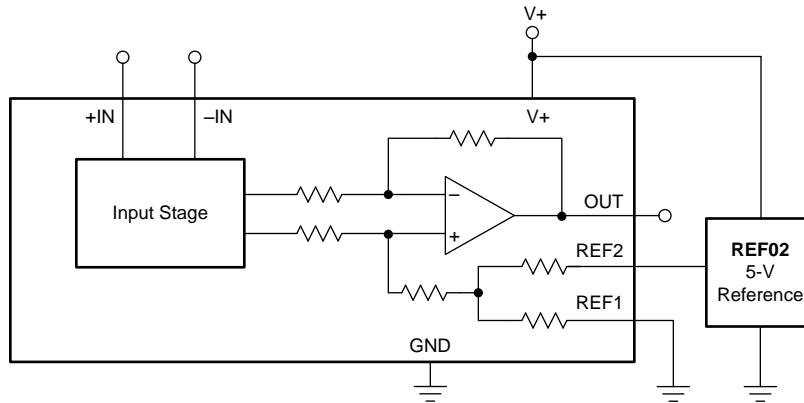 V+
+IN
–IN
V+
Input Stage
–
+
OUT
REF2
REF1
GND
REF02
5-V
Reference